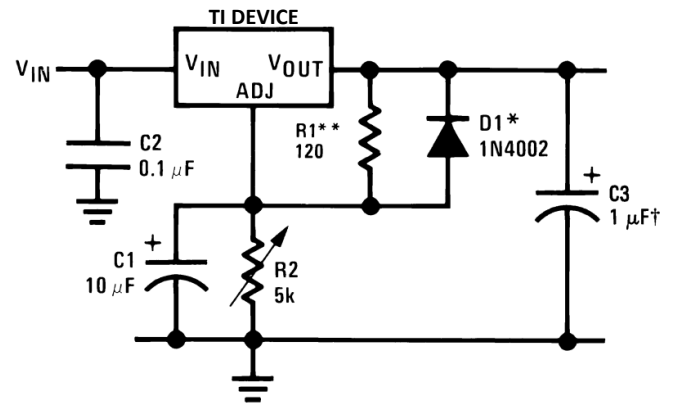 TI DEVICE
VIN
VIN
VOUT
ADJ
R1**
120
D1*
1N4002
C2
0.1 μF
+
C3
1 μF†
+
C1
10 μF
R2
5k